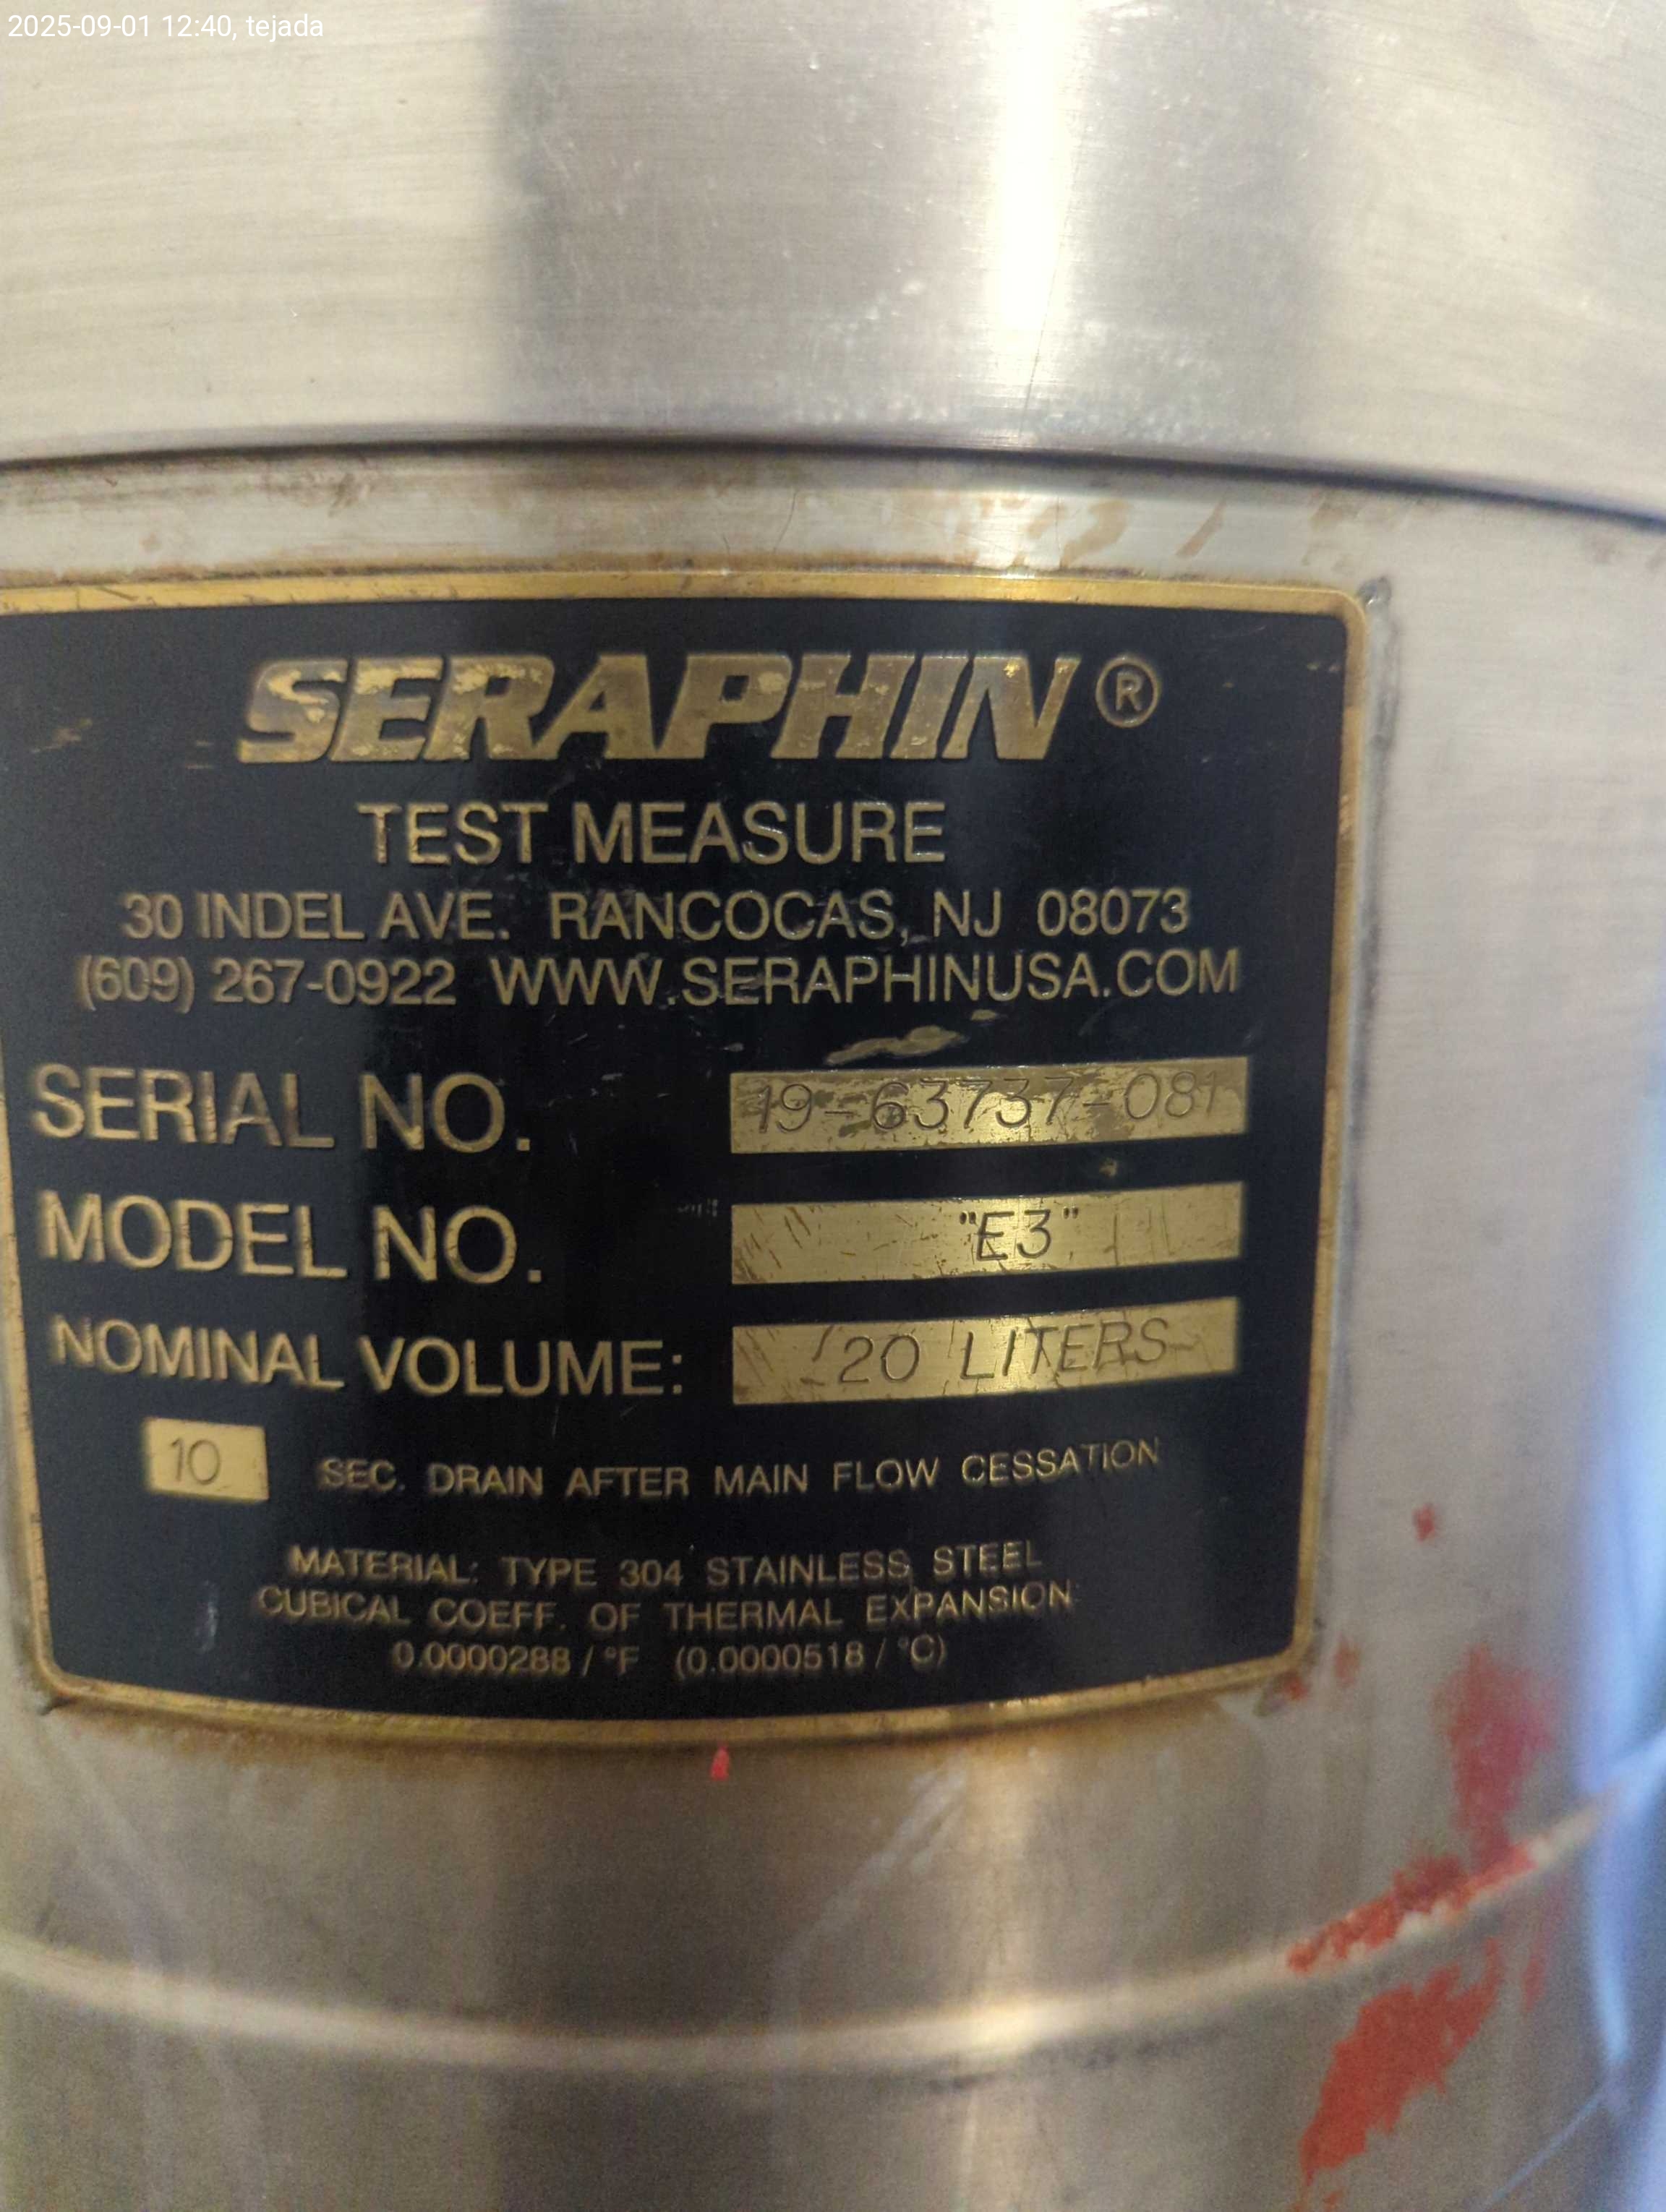 2025-09-01 12:40, tejada
SERAPHIN®
TEST MEASURE
30 INDEL AVE. RANCOCAS, NJ 08073
(609) 267-0922 WWW.SERAPHINUSA.COM
SERIAL NO. 19-63737-081
MODEL NO. "E3"
NOMINAL VOLUME: 20 LITERS
10 SEC. DRAIN AFTER MAIN FLOW CESSATION
MATERIAL: TYPE 304 STAINLESS STEEL
CUBICAL COEFF. OF THERMAL EXPANSION
0.0000288 / °F (0.0000518 / °C)